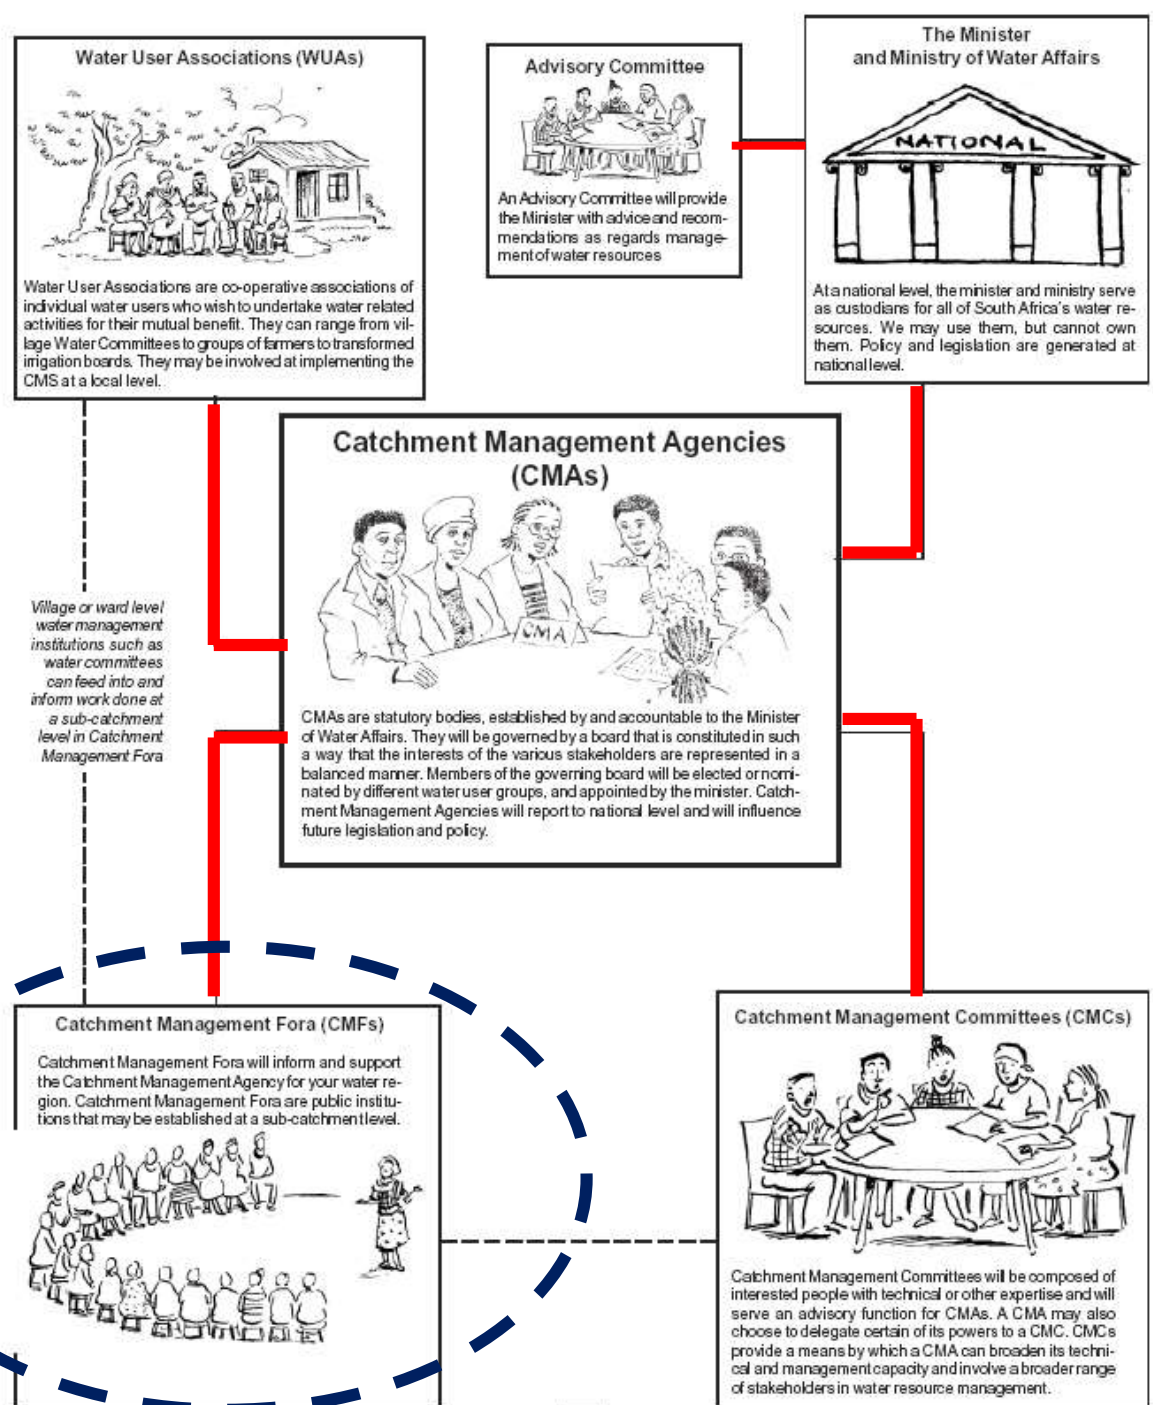 Water User Associations (WUAs)
Water User Associations are co-operative associations of
individual water users who wish to undertake water related
activities for their mutual benefit. They can range from vil-
lage Water Committees to groups of farmers to transformed
irrigation boards. They may be involved at implementing the
CMS at a local level.
Advisory Committee
An Advisory Committee will provide
the Minister with advice and recom-
mendations as regards manage-
ment of water resources
The Minister
and Ministry of Water Affairs
NATIONAL
At a national level, the minister and ministry serve
as custodians for all of South Africa's water re-
sources. We may use them, but cannot own
them. Policy and legislation are generated at
national level.
Catchment Management Agencies
(CMAs)
CMA
CMAs are statutory bodies, established by and accountable to the Minister
of Water Affairs. They will be governed by a board that is constituted in such
a way that the interests of the various stakeholders are represented in a
balanced manner. Members of the governing board will be elected or nomi-
nated by different water user groups, and appointed by the minister. Catch-
ment Management Agencies will report to national level and will influence
future legislation and policy.
Village or ward level
water management
institutions such as
water committees
can feed into and
inform work done at
a sub-catchment
level in Catchment
Management Fora
Catchment Management Fora (CMFs)
Catchment Management Fora will inform and support
the Catchment Management Agency for your water re-
gion. Catchment Management Fora are public institu-
tions that may be established at a sub-catchment level.
Catchment Management Committees (CMCs)
Catchment Management Committees will be composed of
interested people with technical or other expertise and will
serve an advisory function for CMAs. A CMA may also
choose to delegate certain of its powers to a CMC. CMCs
provide a means by which a CMA can broaden its techni-
cal and management capacity and involve a broader range
of stakeholders in water resource management.